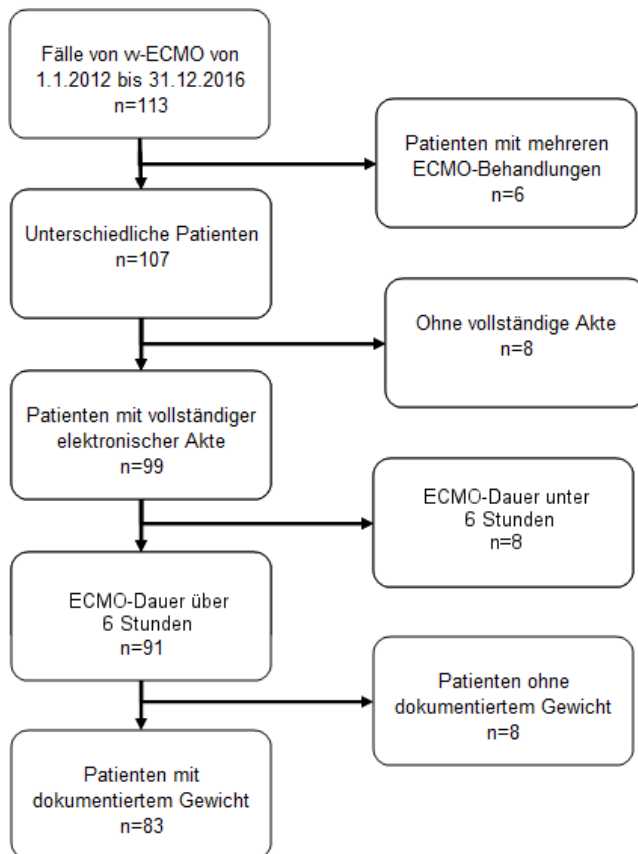 Fälle von vv-ECMO von
1.1.2012 bis 31.12.2016
n=113
Patienten mit mehreren
ECMO-Behandlungen
n=6
Unterschiedliche Patienten
n=107
Ohne vollständige Akte
n=8
Patienten mit vollständiger
elektronischer Akte
n=99
ECMO-Dauer unter
6 Stunden
n=8
ECMO-Dauer über
6 Stunden
n=91
Patienten ohne
dokumentiertem Gewicht
n=8
Patienten mit
dokumentiertem Gewicht
n=83